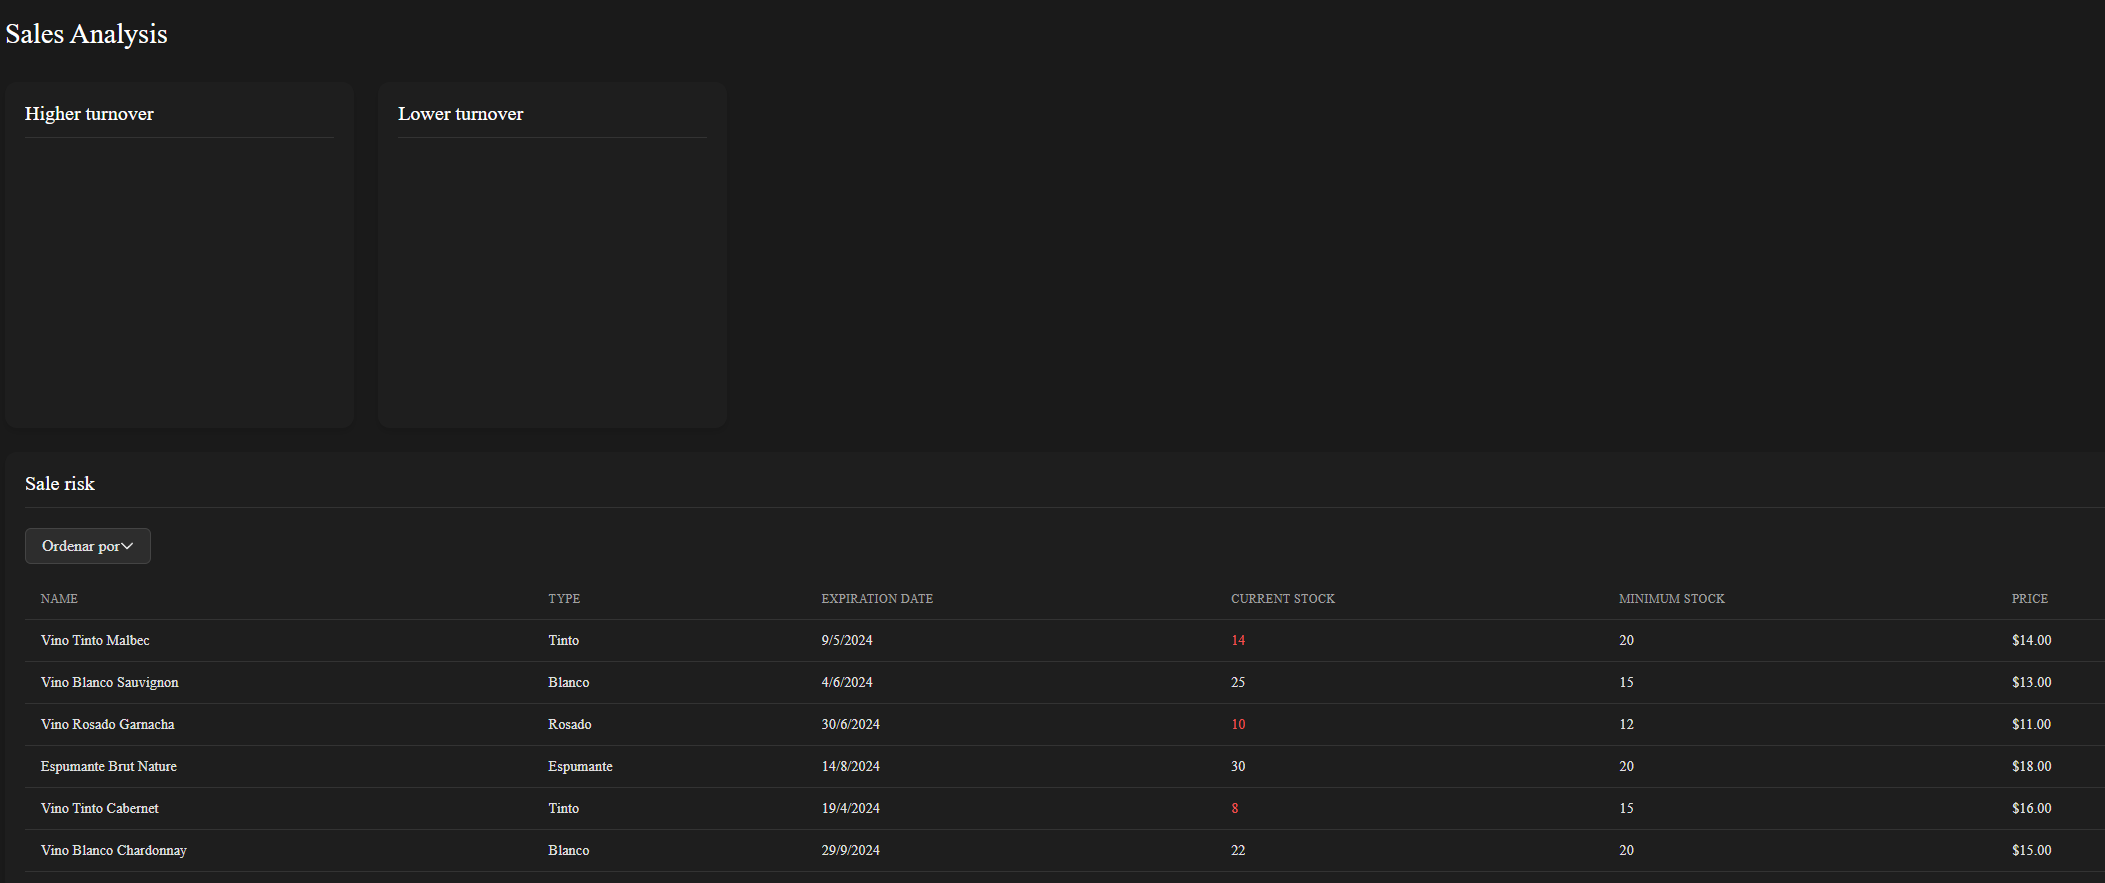 Sales Analysis
Higher turnover
Lower turnover
Sale risk
Ordenar por
NAME TYPE EXPIRATION DATE CURRENT STOCK MINIMUM STOCK PRICE
Vino Tinto Malbec Tinto 9/5/2024 14 20 $14.00
Vino Blanco Sauvignon Blanco 4/6/2024 25 15 $13.00
Vino Rosado Garnacha Rosado 30/6/2024 10 12 $11.00
Espumante Brut Nature Espumante 14/8/2024 30 20 $18.00
Vino Tinto Cabernet Tinto 19/4/2024 8 15 $16.00
Vino Blanco Chardonnay Blanco 29/9/2024 22 20 $15.00